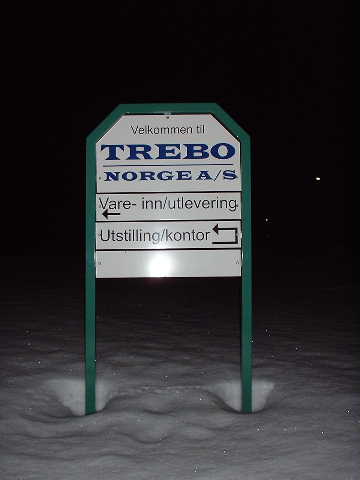 Velkommen til
TREBO
NORGE A/S
Vare- inn/utlevering
Utstilling/kontor